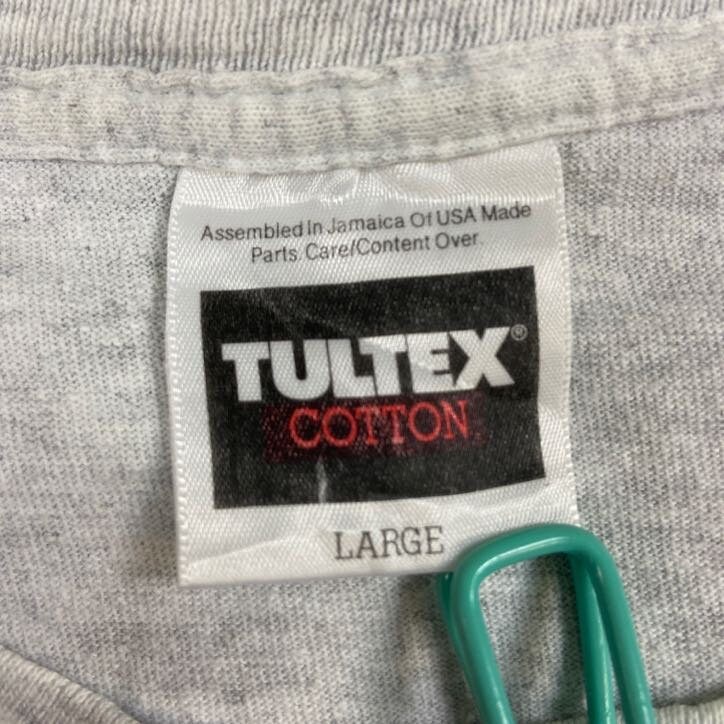 Assembled In Jamaica Of USA Made
Parts. Care/Content Over.
TULTEX®
COTTON
LARGE